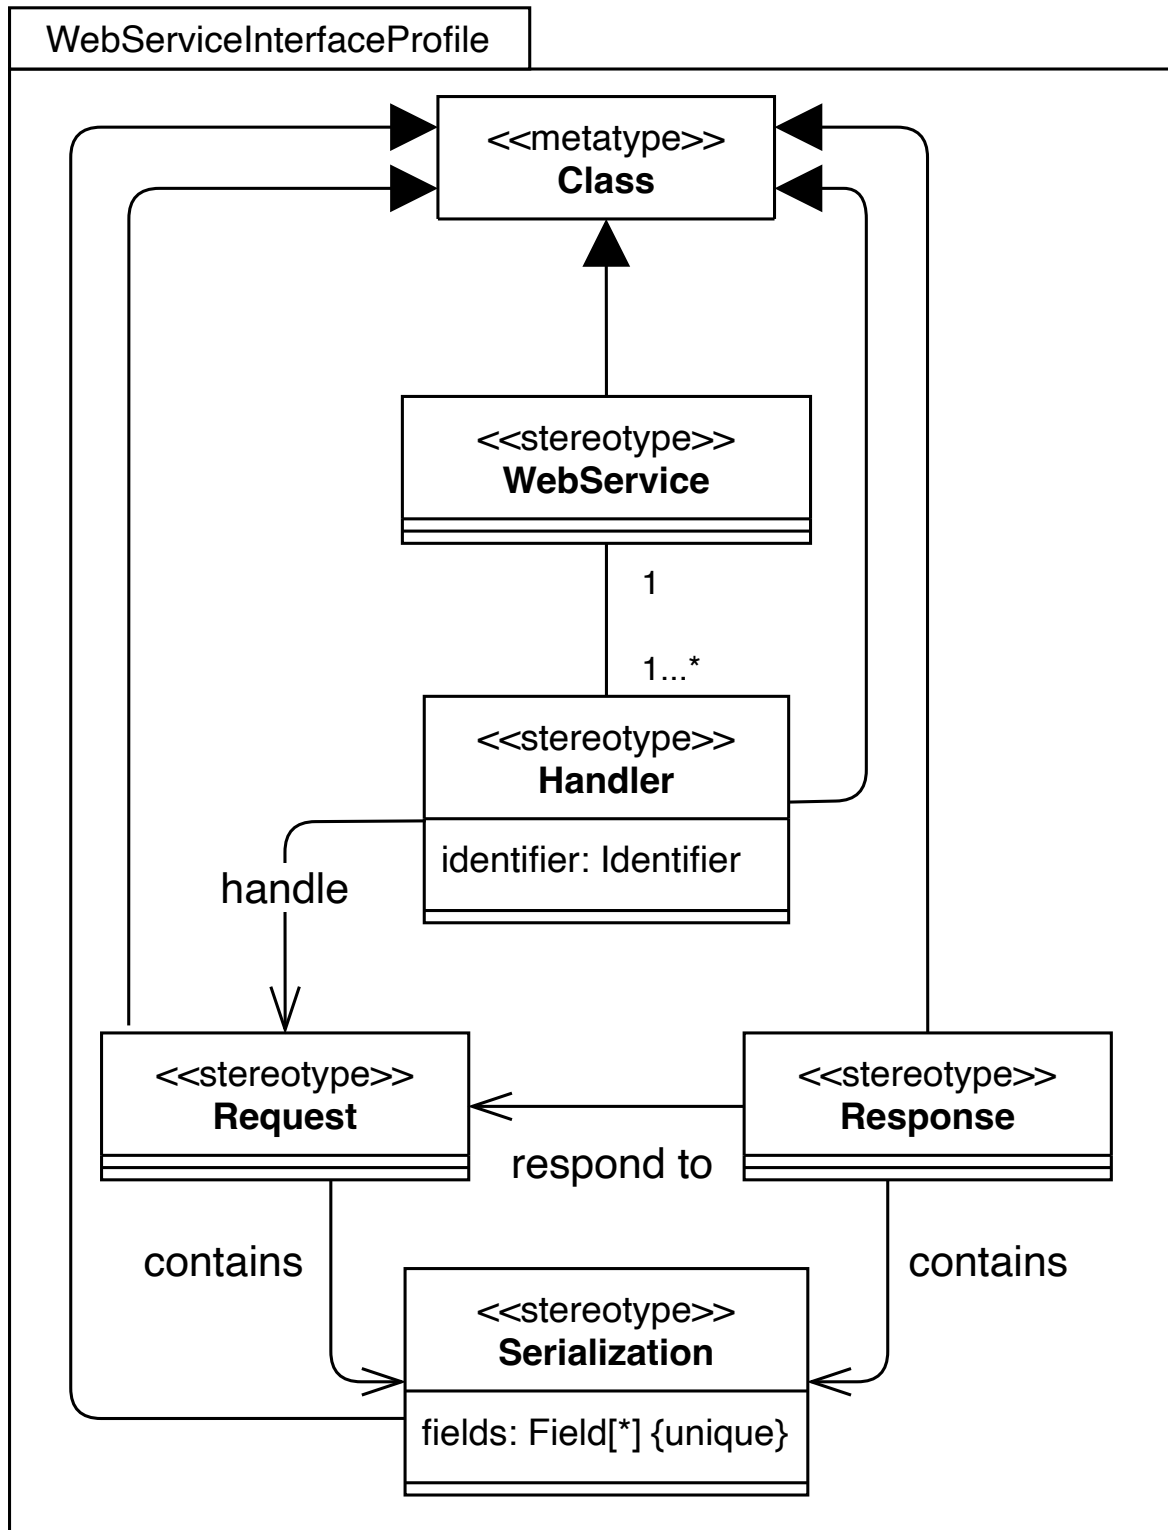 WebServiceInterfaceProfile
<<metatype>>
Class
<<stereotype>>
WebService
1
1...*
<<stereotype>>
Handler
identifier: Identifier
handle
<<stereotype>>
Request
<<stereotype>>
Response
respond to
contains
contains
<<stereotype>>
Serialization
fields: Field[*] {unique}